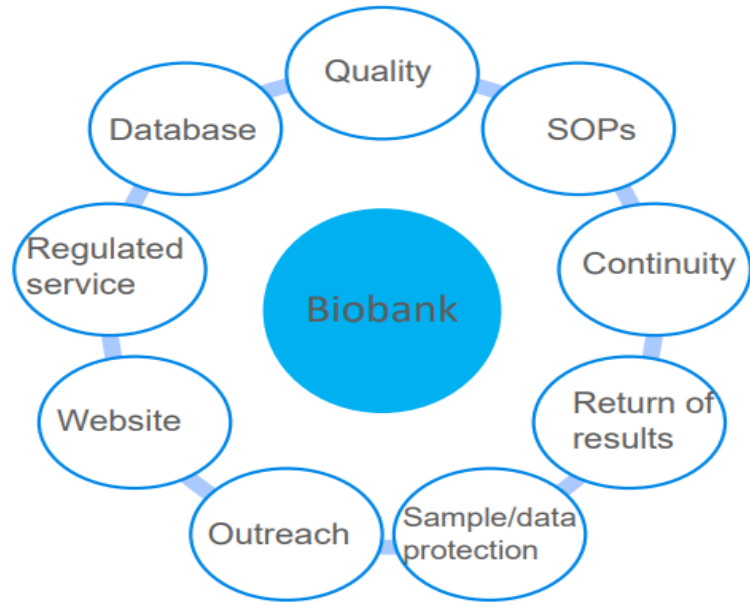 Quality
Database
SOPs
Regulated
service
Continuity
Biobank
Website
Return of
results
Outreach
Sample/data
protection